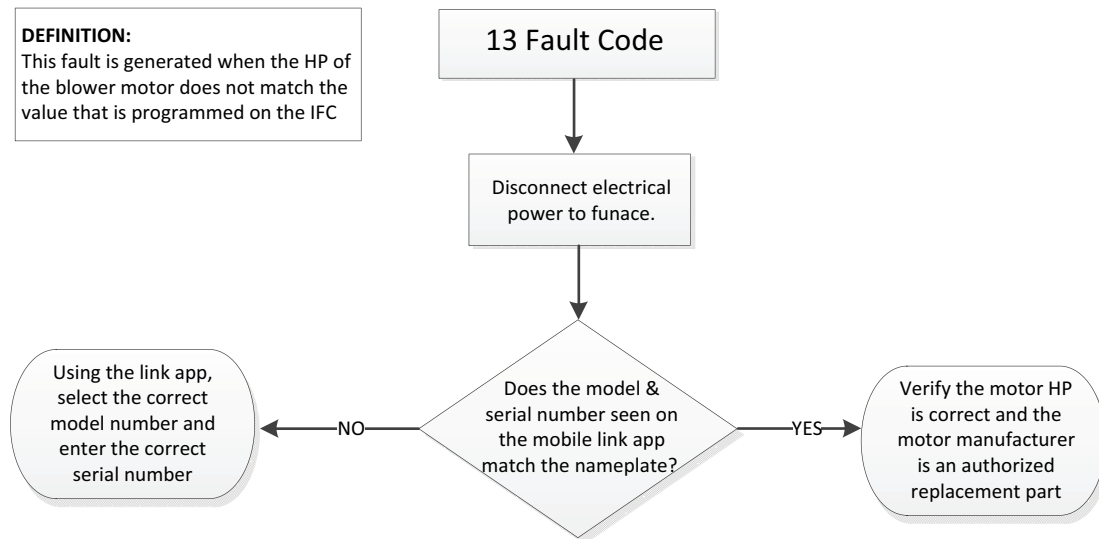 DEFINITION:
This fault is generated when the HP of
the blower motor does not match the
value that is programmed on the IFC
13 Fault Code
Disconnect electrical
power to funace.
Does the model &
serial number seen on
the mobile link app
match the nameplate?
NO
Using the link app,
select the correct
model number and
enter the correct
serial number
YES
Verify the motor HP
is correct and the
motor manufacturer
is an authorized
replacement part